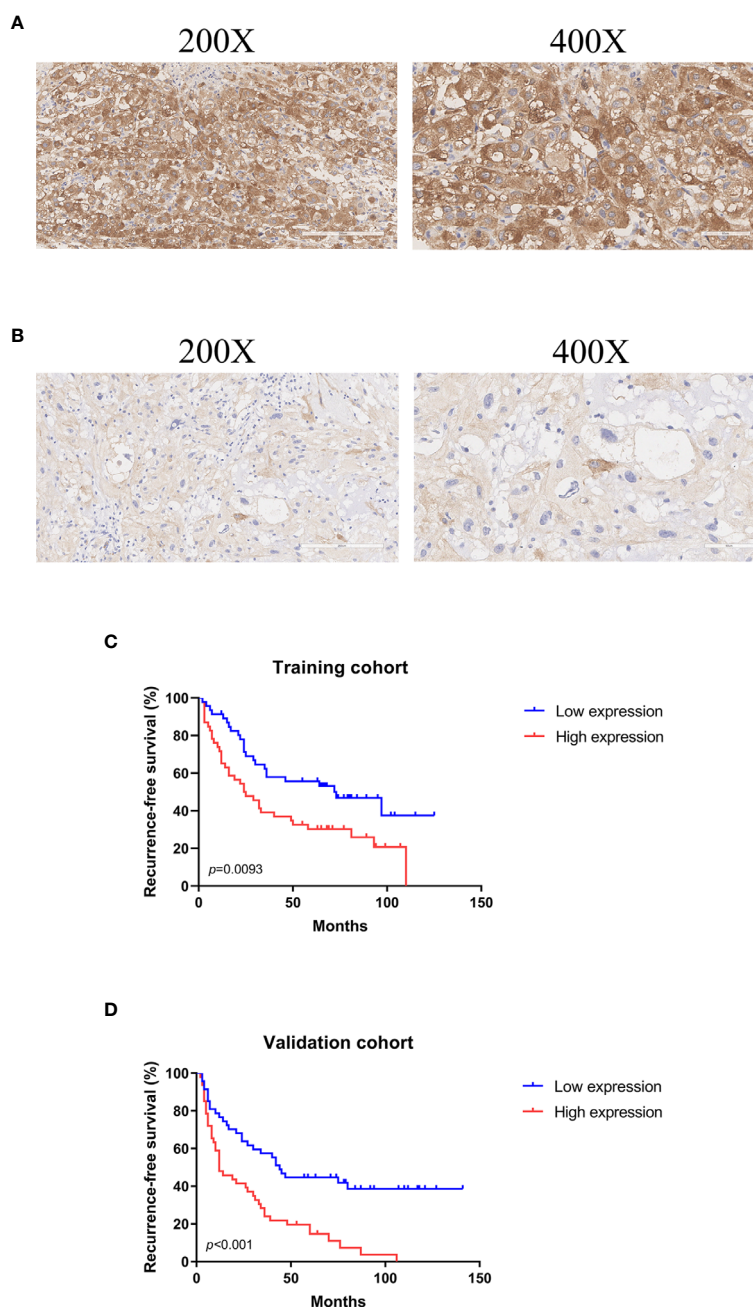 A
200X
400X
B
200X
400X
C
Training cohort
Recurrence-free survival (%)
100
80
60
40
20
0
0
50
100
150
Months
p=0.0093
Low expression
High expression
D
Validation cohort
Recurrence-free survival (%)
100
80
60
40
20
0
0
50
100
150
Months
p<0.001
Low expression
High expression